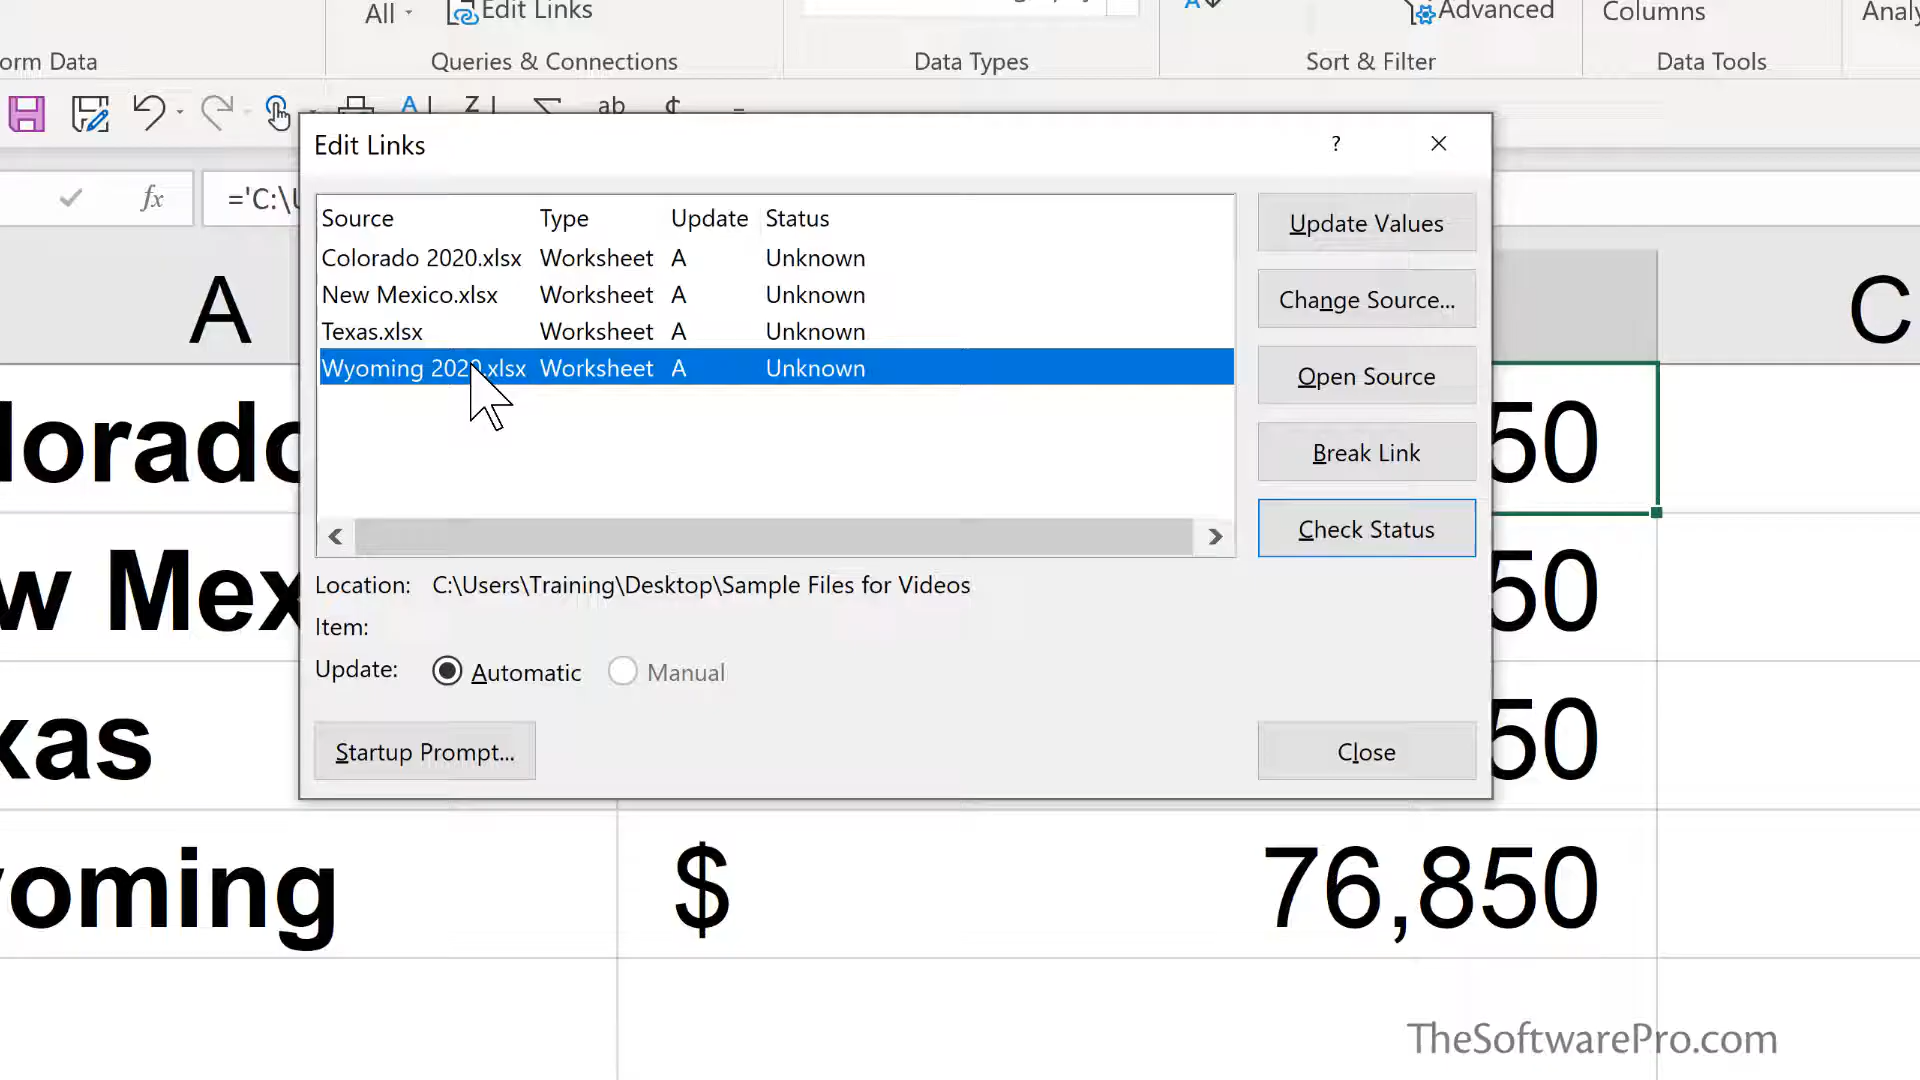 All
Edit Links
Advanced
Columns
Analy
orm Data
Queries & Connections
Data Types
Sort & Filter
Data Tools
ab
Edit Links
?
fx
='C:\U
Source Type Update Status
Colorado 2020.xlsx Worksheet A Unknown
New Mexico.xlsx Worksheet A Unknown
Texas.xlsx Worksheet A Unknown
Wyoming 2020.xlsx Worksheet A Unknown
Update Values
Change Source...
Open Source
Break Link
Check Status
Location: C:\Users\Training\Desktop\Sample Files for Videos
Item:
Update: Automatic Manual
Startup Prompt...
Close
A
C
lorado
50
w Mex
50
xas
50
yoming
$ 76,850
TheSoftwarePro.com